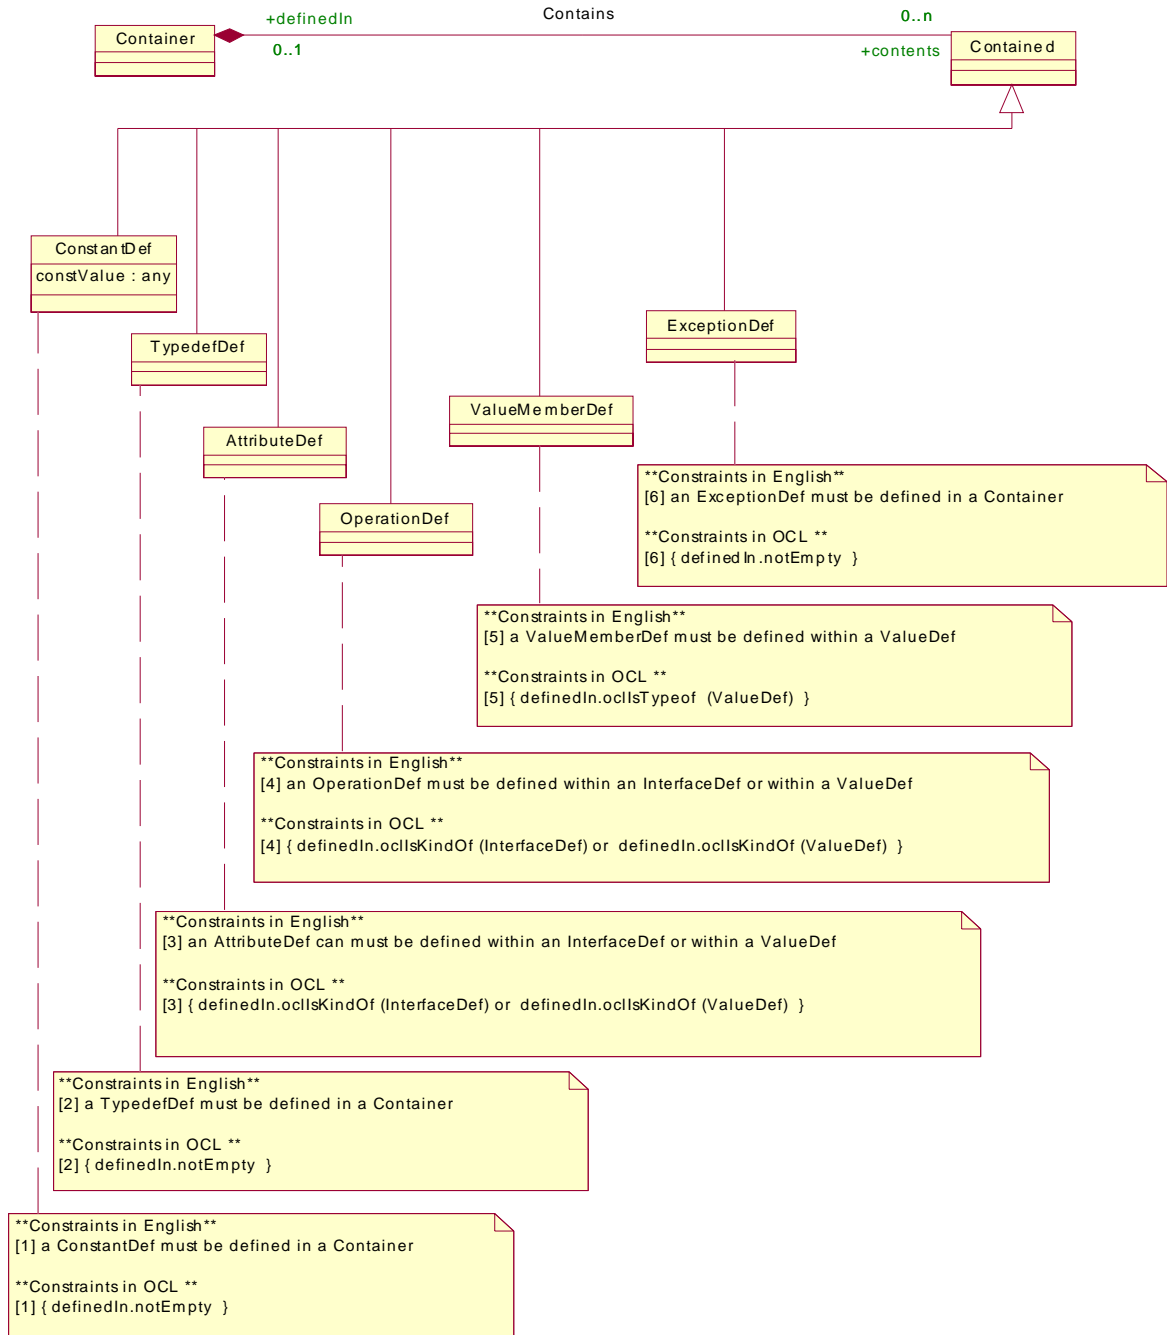 +definedIn
Contains
0..n
Container
0..1
+contents
Contained
ConstantDef
constValue : any
TypedefDef
AttributeDef
OperationDef
ValueMemberDef
ExceptionDef
**Constraints in English**
[6] an ExceptionDef must be defined in a Container
**Constraints in OCL **
[6] { definedIn.notEmpty }
**Constraints in English**
[5] a ValueMemberDef must be defined within a ValueDef
**Constraints in OCL **
[5] { definedIn.oclIsTypeof (ValueDef) }
**Constraints in English**
[4] an OperationDef must be defined within an InterfaceDef or within a ValueDef
**Constraints in OCL **
[4] { definedIn.oclIsKindOf (InterfaceDef) or definedIn.oclIsKindOf (ValueDef) }
**Constraints in English**
[3] an AttributeDef can must be defined within an InterfaceDef or within a ValueDef
**Constraints in OCL **
[3] { definedIn.oclIsKindOf (InterfaceDef) or definedIn.oclIsKindOf (ValueDef) }
**Constraints in English**
[2] a TypedefDef must be defined in a Container
**Constraints in OCL **
[2] { definedIn.notEmpty }
**Constraints in English**
[1] a ConstantDef must be defined in a Container
**Constraints in OCL **
[1] { definedIn.notEmpty }